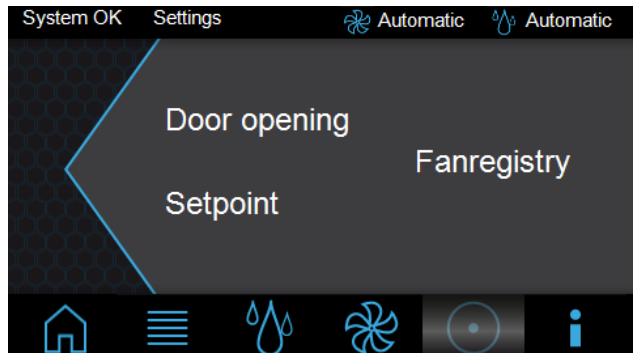 System OK Settings Automatic Automatic
Door opening
Fanregistry
Setpoint